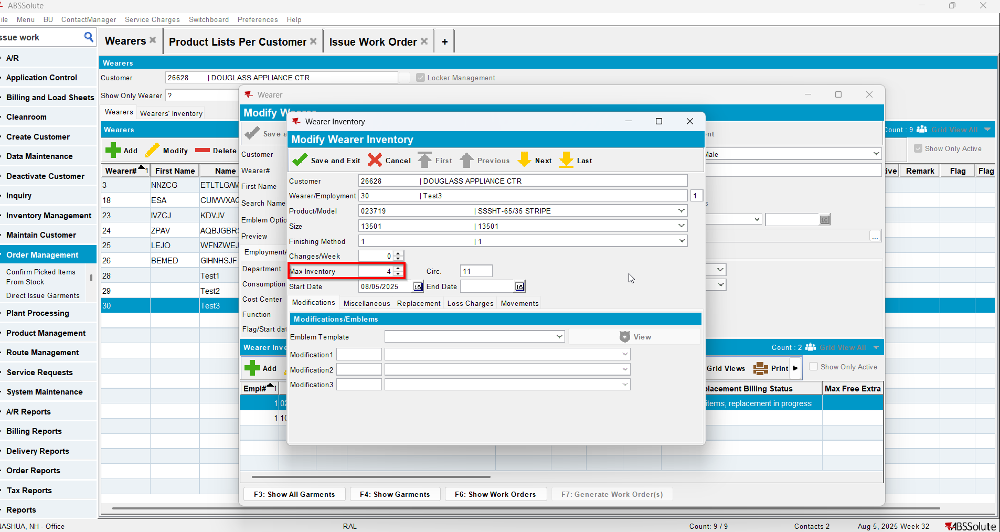 ABSSolute
ile Menu BU ContactManager Service Charges Switchboard Preferences Help
ssue work
Wearers Product Lists Per Customer Issue Work Order +
A/R
Application Control
Billing and Load Sheets
Cleanroom
Create Customer
Data Maintenance
Deactivate Customer
Inquiry
Inventory Management
Maintain Customer
Order Management
Confirm Picked Items
From Stock
Direct Issue Garments
Plant Processing
Product Management
Route Management
Service Requests
System Maintenance
A/R Reports
Billing Reports
Delivery Reports
Order Reports
Tax Reports
Reports
Wearers
Customer 26628 | DOUGLASS APPLIANCE CTR ... Locker Management
Show Only Wearer ?
Wearers Wearers' Inventory
Wearers
Count : 9 Grid View All
Add Modify Delete
Show Only Active
Wearer# 1 First Name Name
ive Remark Flag Flag
3 NNZCG ETLTLGAM
18 ESA CUIWVXAC
23 IVZCJ KDVJV
24 ZPAV AQBJGBRS
25 LEJO WFNZWEJ
26 BEMED GIHNHSJF
28 Test1
29 Test2
30 Test3
Wearer
Modify Wearer
Save a
nt
Customer
Male
Wearer#
First Name
Search Name
s
Emblem Optio
16
Preview
...
Employment#
Department
Consumption
Cost Center
Function
Flag/Start dat
Wearer Inve
Count : 2 Grid View All
Add
Grid Views Print Show Only Active
Empl# 1
placement Billing Status Max Free Extra
1 02
items, replacement in progress
1 10
F3: Show All Garments F4: Show Garments F6: Show Work Orders F7: Generate Work Order(s)
Wearer Inventory
Modify Wearer Inventory
Save and Exit Cancel First Previous Next Last
Customer 26628 | DOUGLASS APPLIANCE CTR
Wearer/Employment 30 | Test3 1
Product/Model 023719 | SSSHT-65/35 STRIPE
Size 13501 | 13501
Finishing Method 1 | 1
Changes/Week 0
Max Inventory 4 Circ. 11
Start Date 08/05/2025 16 End Date 16
Modifications Miscellaneous Replacement Loss Charges Movements
Modifications/Emblems
Emblem Template View
Modification1
Modification2
Modification3
NASHUA, NH - Office RAL Count: 9 / 9 Contacts 2 Aug 5, 2025 Week 32 ABSSolute